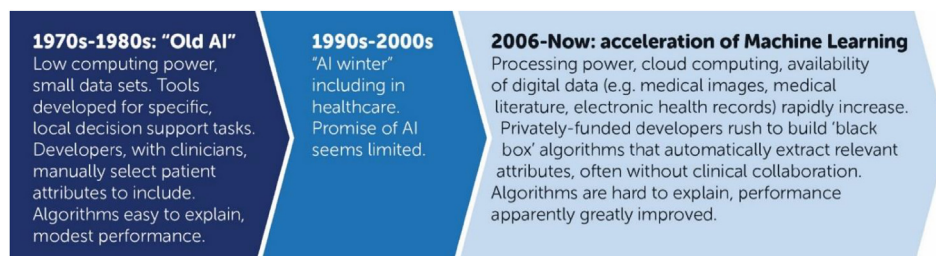 1970s-1980s: “Old AI”
Low computing power,
small data sets. Tools
developed for specific,
local decision support tasks.
Developers, with clinicians,
manually select patient
attributes to include.
Algorithms easy to explain,
modest performance.
1990s-2000s
“AI winter”
including in
healthcare.
Promise of AI
seems limited.
2006-Now: acceleration of Machine Learning
Processing power, cloud computing, availability
of digital data (e.g. medical images, medical
literature, electronic health records) rapidly increase.
Privately-funded developers rush to build ‘black
box’ algorithms that automatically extract relevant
attributes, often without clinical collaboration.
Algorithms are hard to explain, performance
apparently greatly improved.